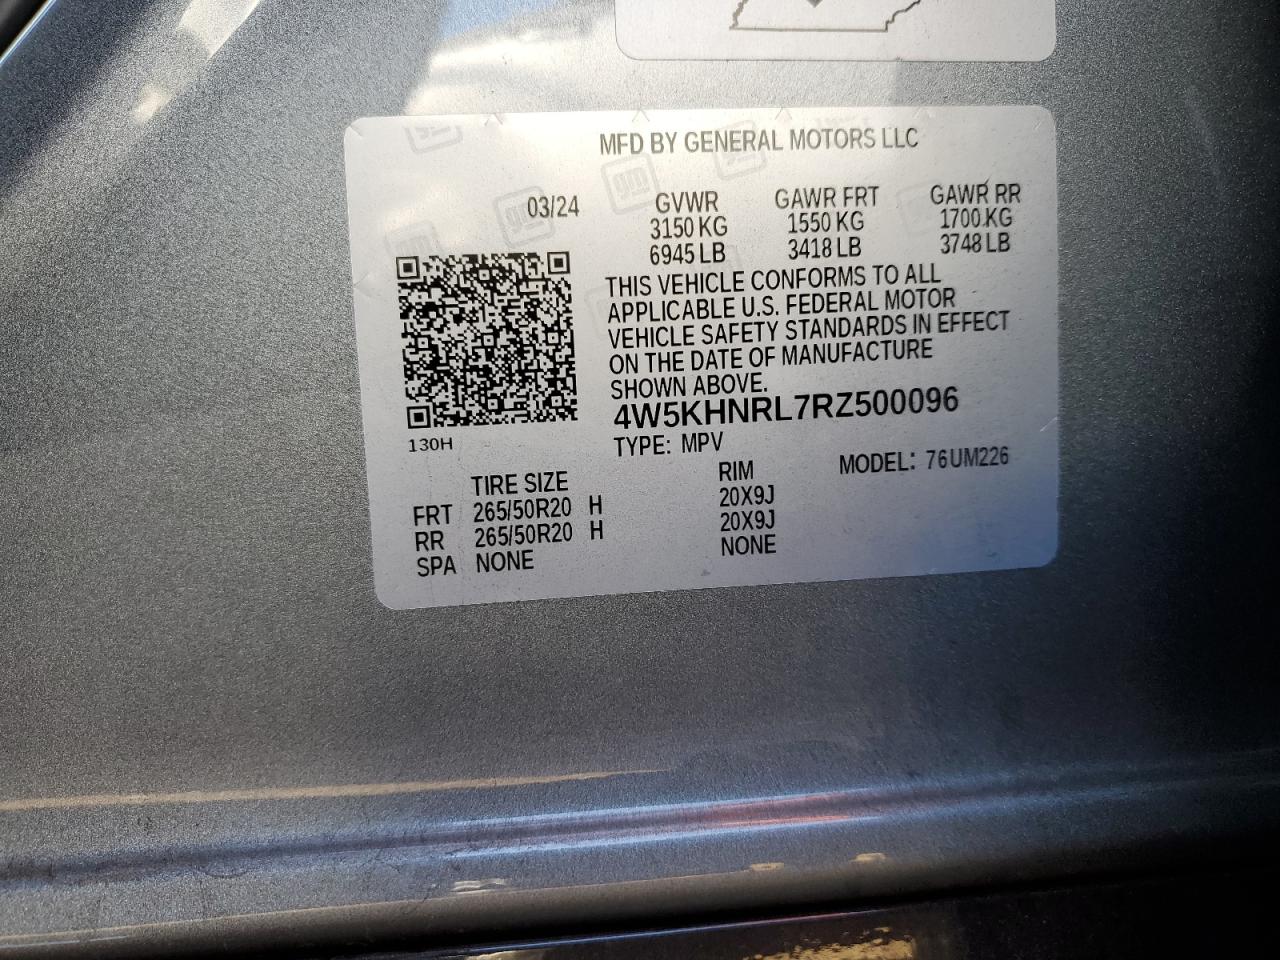 MFD BY GENERAL MOTORS LLC
03/24
GVWR GAWR FRT GAWR RR
3150 KG 1550 KG 1700 KG
6945 LB 3418 LB 3748 LB
THIS VEHICLE CONFORMS TO ALL
APPLICABLE U.S. FEDERAL MOTOR
VEHICLE SAFETY STANDARDS IN EFFECT
ON THE DATE OF MANUFACTURE
SHOWN ABOVE.
4W5KHNRL7RZ500096
130H
TYPE: MPV
MODEL: 76UM226
TIRE SIZE RIM
FRT 265/50R20 H 20X9J
RR 265/50R20 H 20X9J
SPA NONE NONE
gm
gm